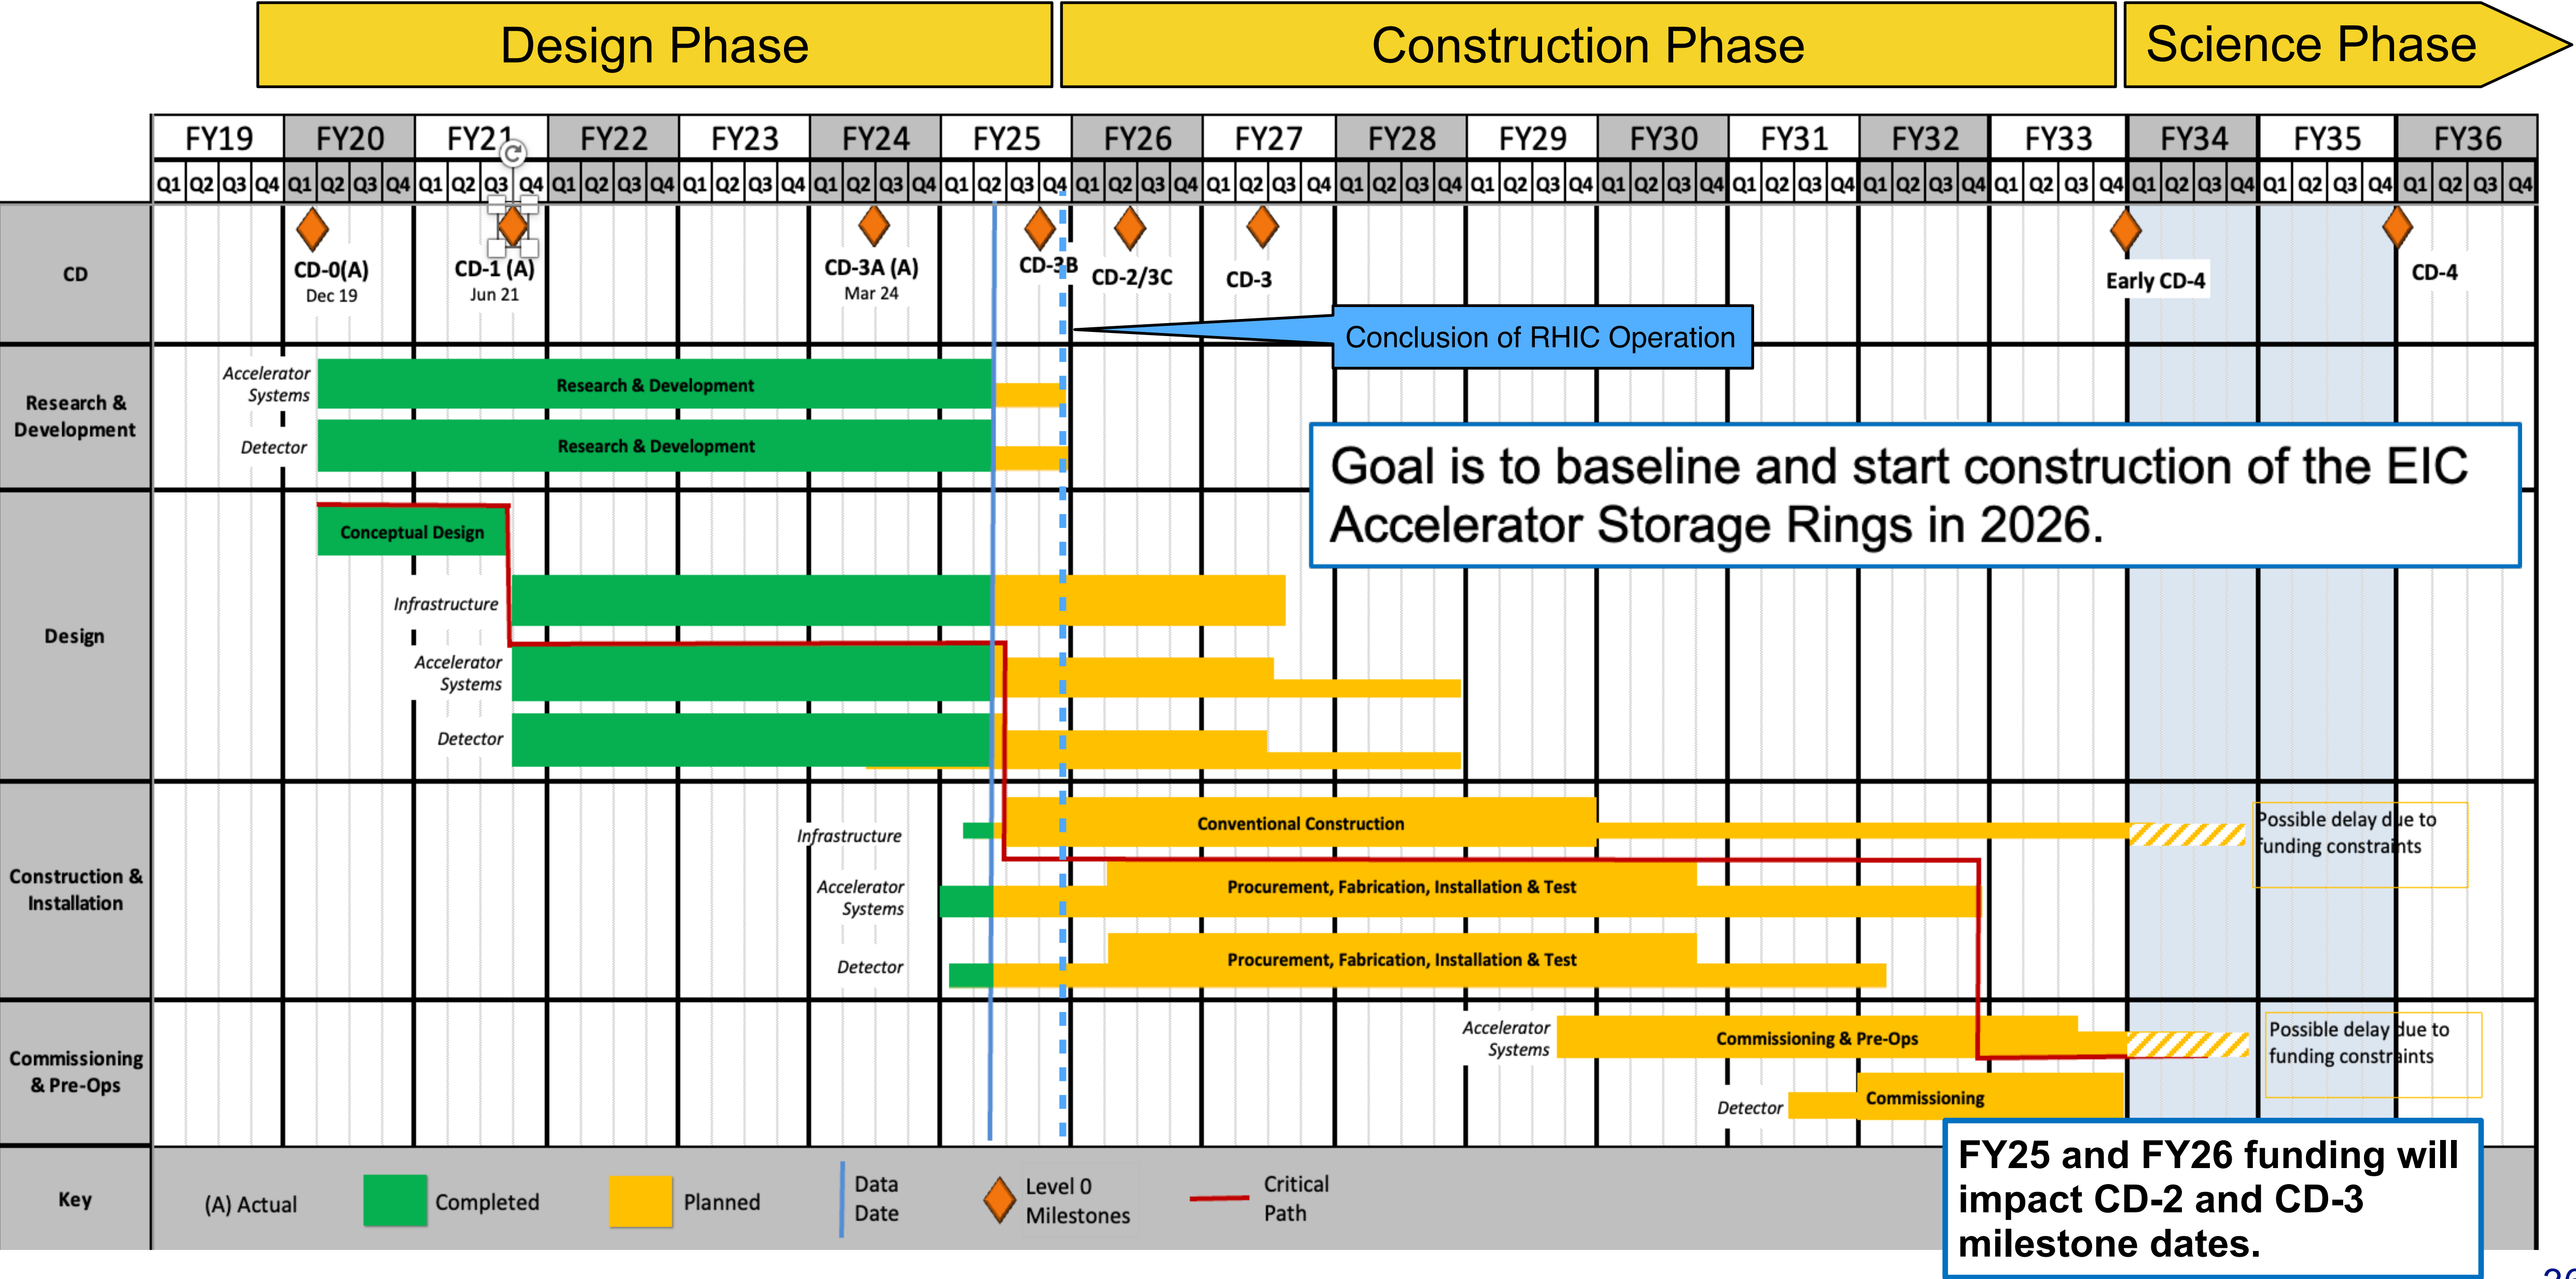 Design Phase
Construction Phase
Science Phase
FY19 FY20 FY21 FY22 FY23 FY24 FY25 FY26 FY27 FY28 FY29 FY30 FY31 FY32 FY33 FY34 FY35 FY36
Q1 Q2 Q3 Q4 Q1 Q2 Q3 Q4 Q1 Q2 Q3 Q4 Q1 Q2 Q3 Q4 Q1 Q2 Q3 Q4 Q1 Q2 Q3 Q4 Q1 Q2 Q3 Q4 Q1 Q2 Q3 Q4 Q1 Q2 Q3 Q4 Q1 Q2 Q3 Q4 Q1 Q2 Q3 Q4 Q1 Q2 Q3 Q4 Q1 Q2 Q3 Q4 Q1 Q2 Q3 Q4 Q1 Q2 Q3 Q4 Q1 Q2 Q3 Q4 Q1 Q2 Q3 Q4 Q1 Q2 Q3 Q4
CD
CD-0(A)
Dec 19
CD-1 (A)
Jun 21
CD-3A (A)
Mar 24
CD-3B
CD-2/3C
CD-3
Early CD-4
CD-4
Conclusion of RHIC Operation
Research &
Development
Accelerator
Systems
Research & Development
Detector
Research & Development
Goal is to baseline and start construction of the EIC
Accelerator Storage Rings in 2026.
Design
Conceptual Design
Infrastructure
Accelerator
Systems
Detector
Construction &
Installation
Infrastructure
Conventional Construction
Possible delay due to
funding constraints
Accelerator
Systems
Procurement, Fabrication, Installation & Test
Detector
Procurement, Fabrication, Installation & Test
Commissioning
& Pre-Ops
Accelerator
Systems
Commissioning & Pre-Ops
Possible delay due to
funding constraints
Detector
Commissioning
Key
(A) Actual
Completed
Planned
Data
Date
Level 0
Milestones
Critical
Path
FY25 and FY26 funding will
impact CD-2 and CD-3
milestone dates.